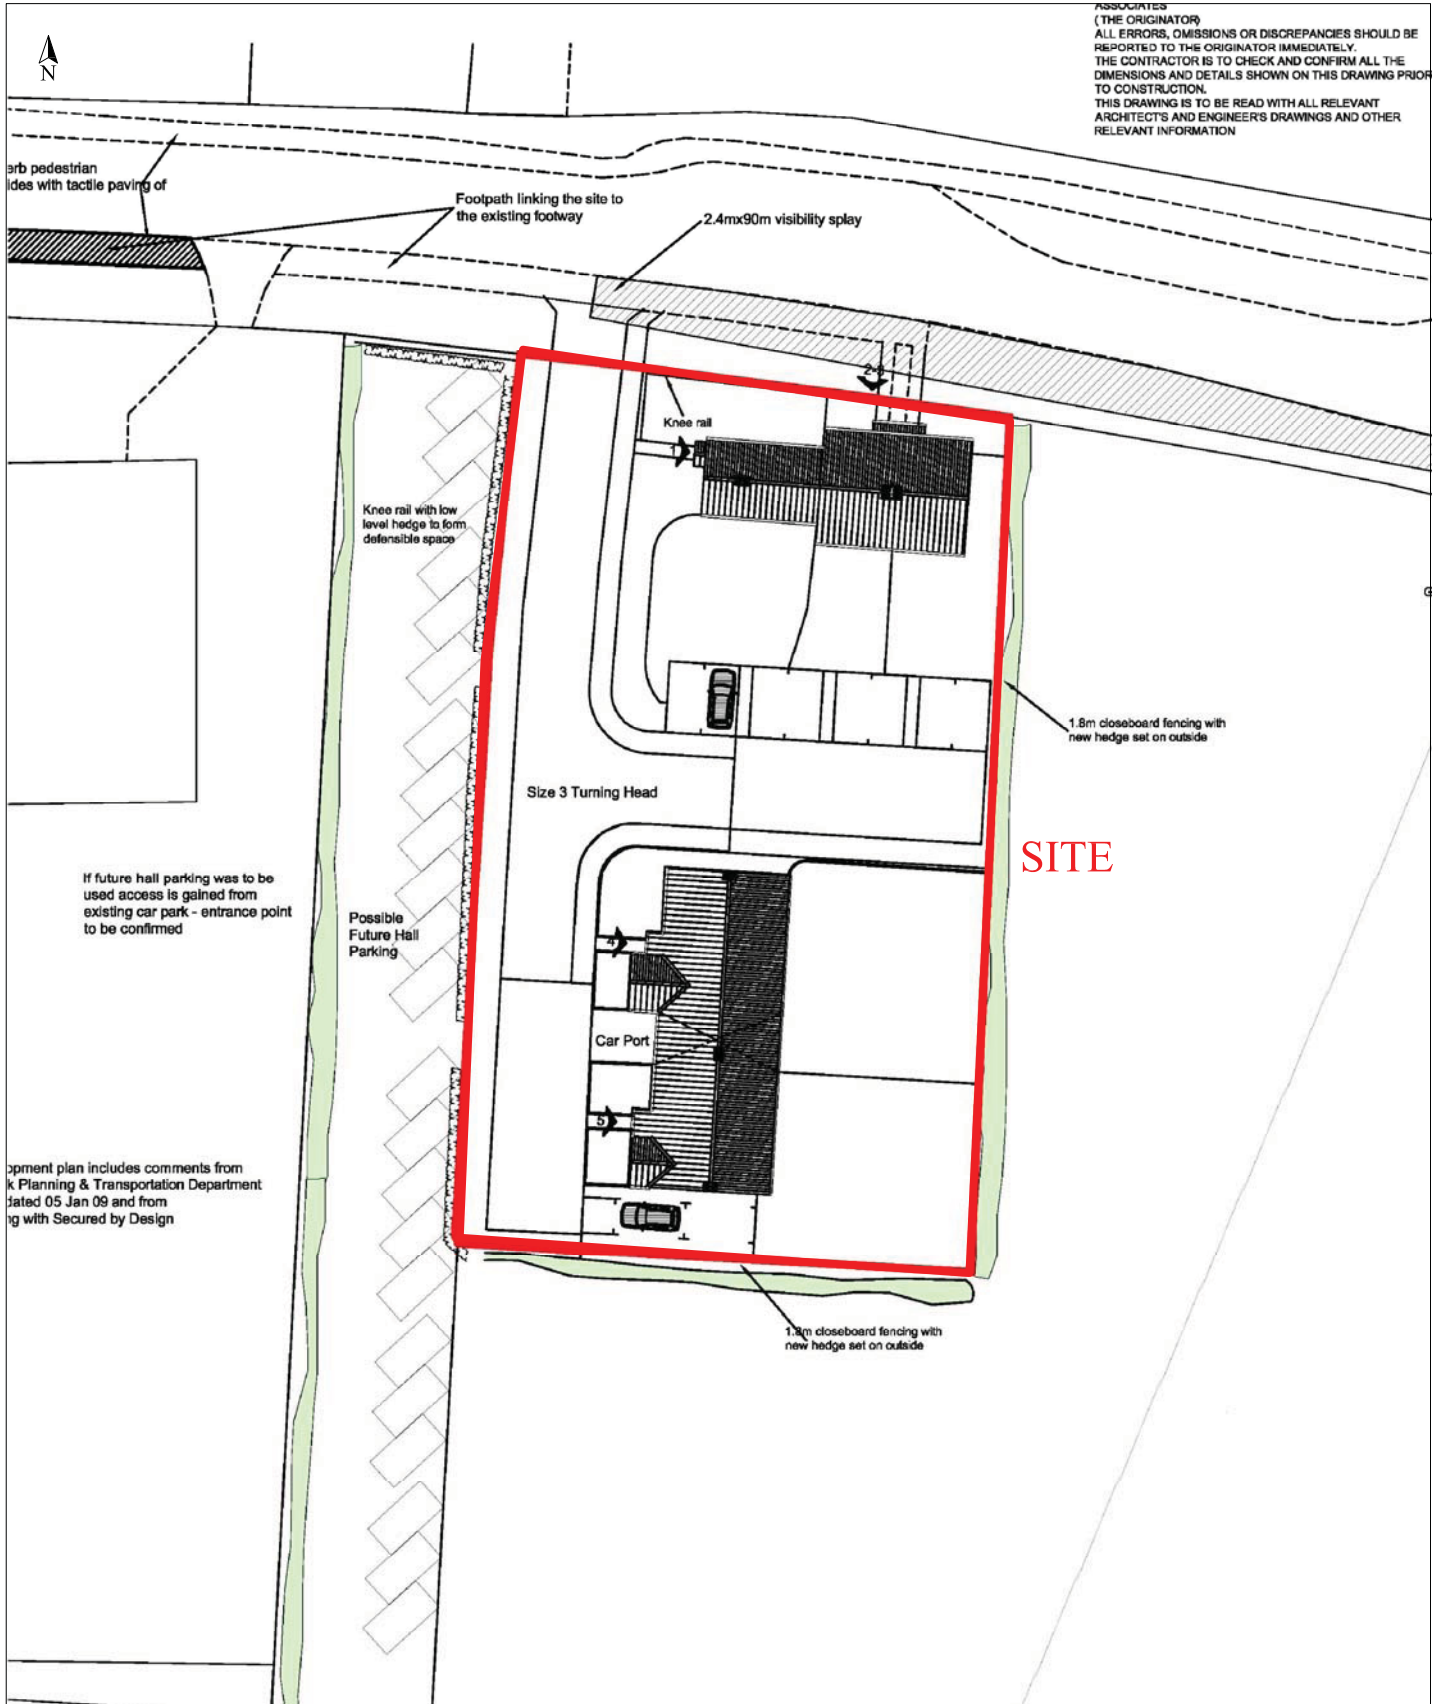 ASSOCIATES
( THE ORIGINATOR)
ALL ERRORS, OMISSIONS OR DISCREPANCIES SHOULD BE
REPORTED TO THE ORIGINATOR IMMEDIATELY.
THE CONTRACTOR IS TO CHECK AND CONFIRM ALL THE
DIMENSIONS AND DETAILS SHOWN ON THIS DRAWING PRIOR
TO CONSTRUCTION.
THIS DRAWING IS TO BE READ WITH ALL RELEVANT
ARCHITECT'S AND ENGINEER'S DRAWINGS AND OTHER
RELEVANT INFORMATION
N
erb pedestrian
ides with tactile paving of
Footpath linking the site to
the existing footway
2.4mx90m visibility splay
Knee rail
1
Knee rail with low
level hedge to form
defensible space
1.8m closeboard fencing with
new hedge set on outside
Size 3 Turning Head
SITE
If future hall parking was to be
used access is gained from
existing car park - entrance point
to be confirmed
Possible
Future Hall
Parking
4
Car Port
5
opment plan includes comments from
k Planning & Transportation Department
dated 05 Jan 09 and from
ng with Secured by Design
1.8m closeboard fencing with
new hedge set on outside